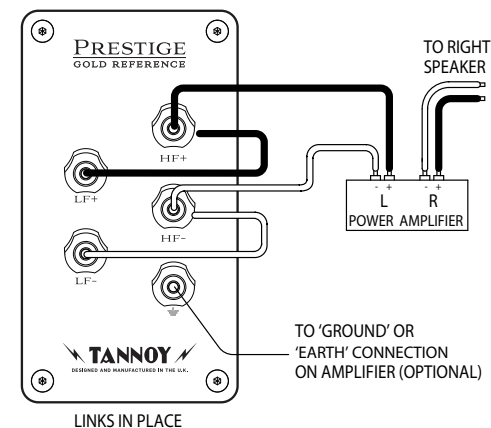 PRESTIGE
GOLD REFERENCE
HF+
LF+
HF-
LF-
TANNOY
DESIGNED AND MANUFACTURED IN THE U.K.
LINKS IN PLACE
TO RIGHT
SPEAKER
- + - +
L R
POWER AMPLIFIER
TO ‘GROUND’ OR
‘EARTH’ CONNECTION
ON AMPLIFIER (OPTIONAL)